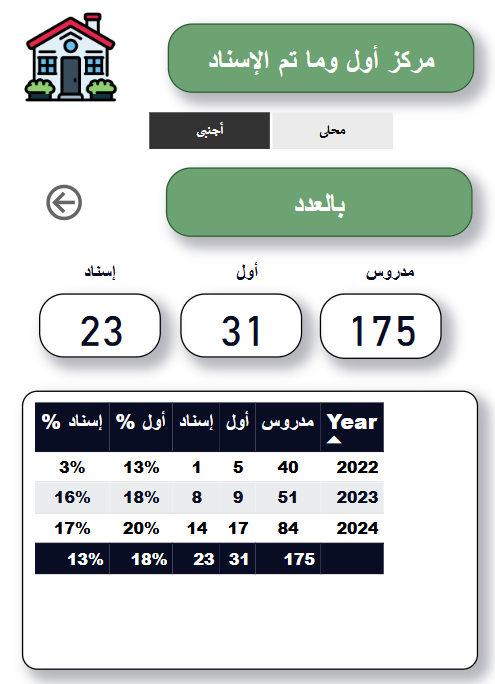 مركز أول وما تم الإسناد
محلى أجنبى
بالعدد
مدروس أول إسناد
175 31 23
Year مدروس أول إسناد أول % إسناد %
2022 40 5 1 13% 3%
2023 51 9 8 18% 16%
2024 84 17 14 20% 17%
175 31 23 18% 13%